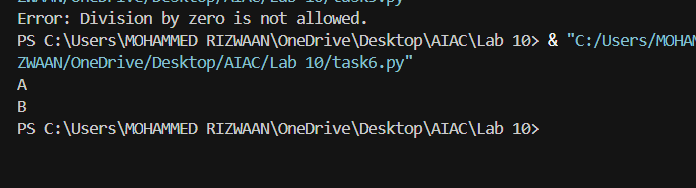 Error: Division by zero is not allowed.
PS C:\Users\MOHAMMED RIZWAAN\OneDrive\Desktop\AIAC\Lab 10> & "C:/Users/MOHAM
ZWAAN/OneDrive/Desktop/AIAC/Lab 10/task6.py"
A
B
PS C:\Users\MOHAMMED RIZWAAN\OneDrive\Desktop\AIAC\Lab 10>